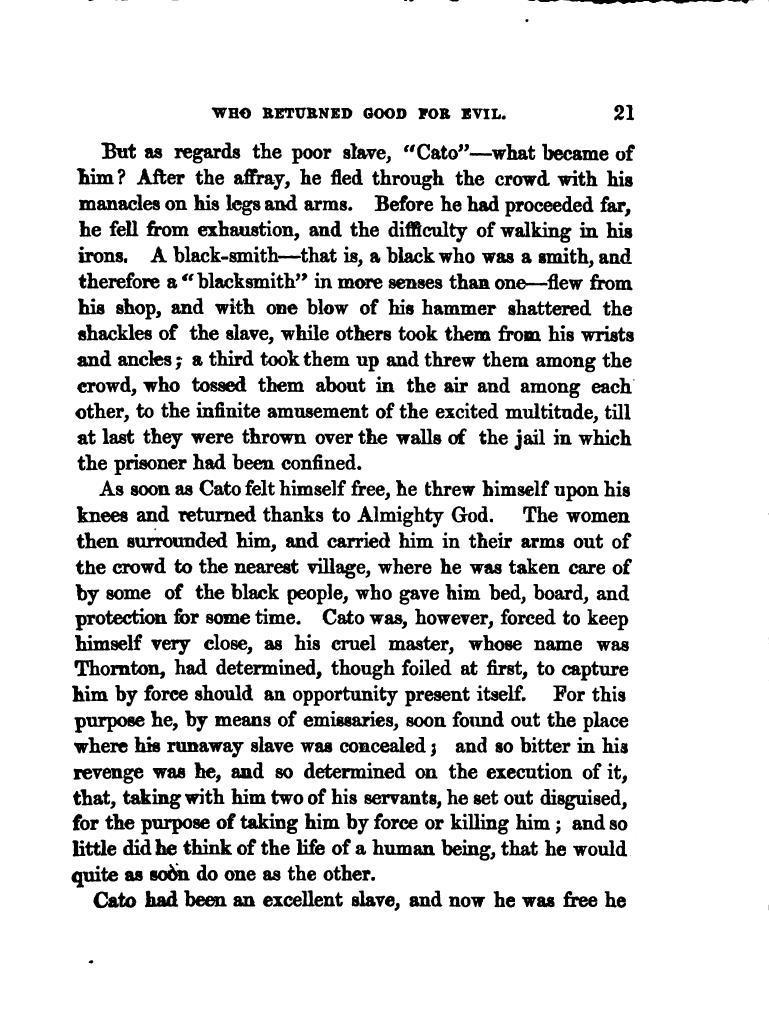 WHO RETURNED GOOD FOR EVIL. 21
But as regards the poor slave, "Cato"—what became of
him? After the affray, he fled through the crowd with his
manacles on his legs and arms. Before he had proceeded far,
he fell from exhaustion, and the difficulty of walking in his
irons. A black-smith—that is, a black who was a smith, and
therefore a "blacksmith" in more senses than one—flew from
his shop, and with one blow of his hammer shattered the
shackles of the slave, while others took them from his wrists
and ancles; a third took them up and threw them among the
crowd, who tossed them about in the air and among each
other, to the infinite amusement of the excited multitude, till
at last they were thrown over the walls of the jail in which
the prisoner had been confined.
As soon as Cato felt himself free, he threw himself upon his
knees and returned thanks to Almighty God. The women
then surrounded him, and carried him in their arms out of
the crowd to the nearest village, where he was taken care of
by some of the black people, who gave him bed, board, and
protection for some time. Cato was, however, forced to keep
himself very close, as his cruel master, whose name was
Thornton, had determined, though foiled at first, to capture
him by force should an opportunity present itself. For this
purpose he, by means of emissaries, soon found out the place
where his runaway slave was concealed; and so bitter in his
revenge was he, and so determined on the execution of it,
that, taking with him two of his servants, he set out disguised,
for the purpose of taking him by force or killing him; and so
little did he think of the life of a human being, that he would
quite as soon do one as the other.
Cato had been an excellent slave, and now he was free he